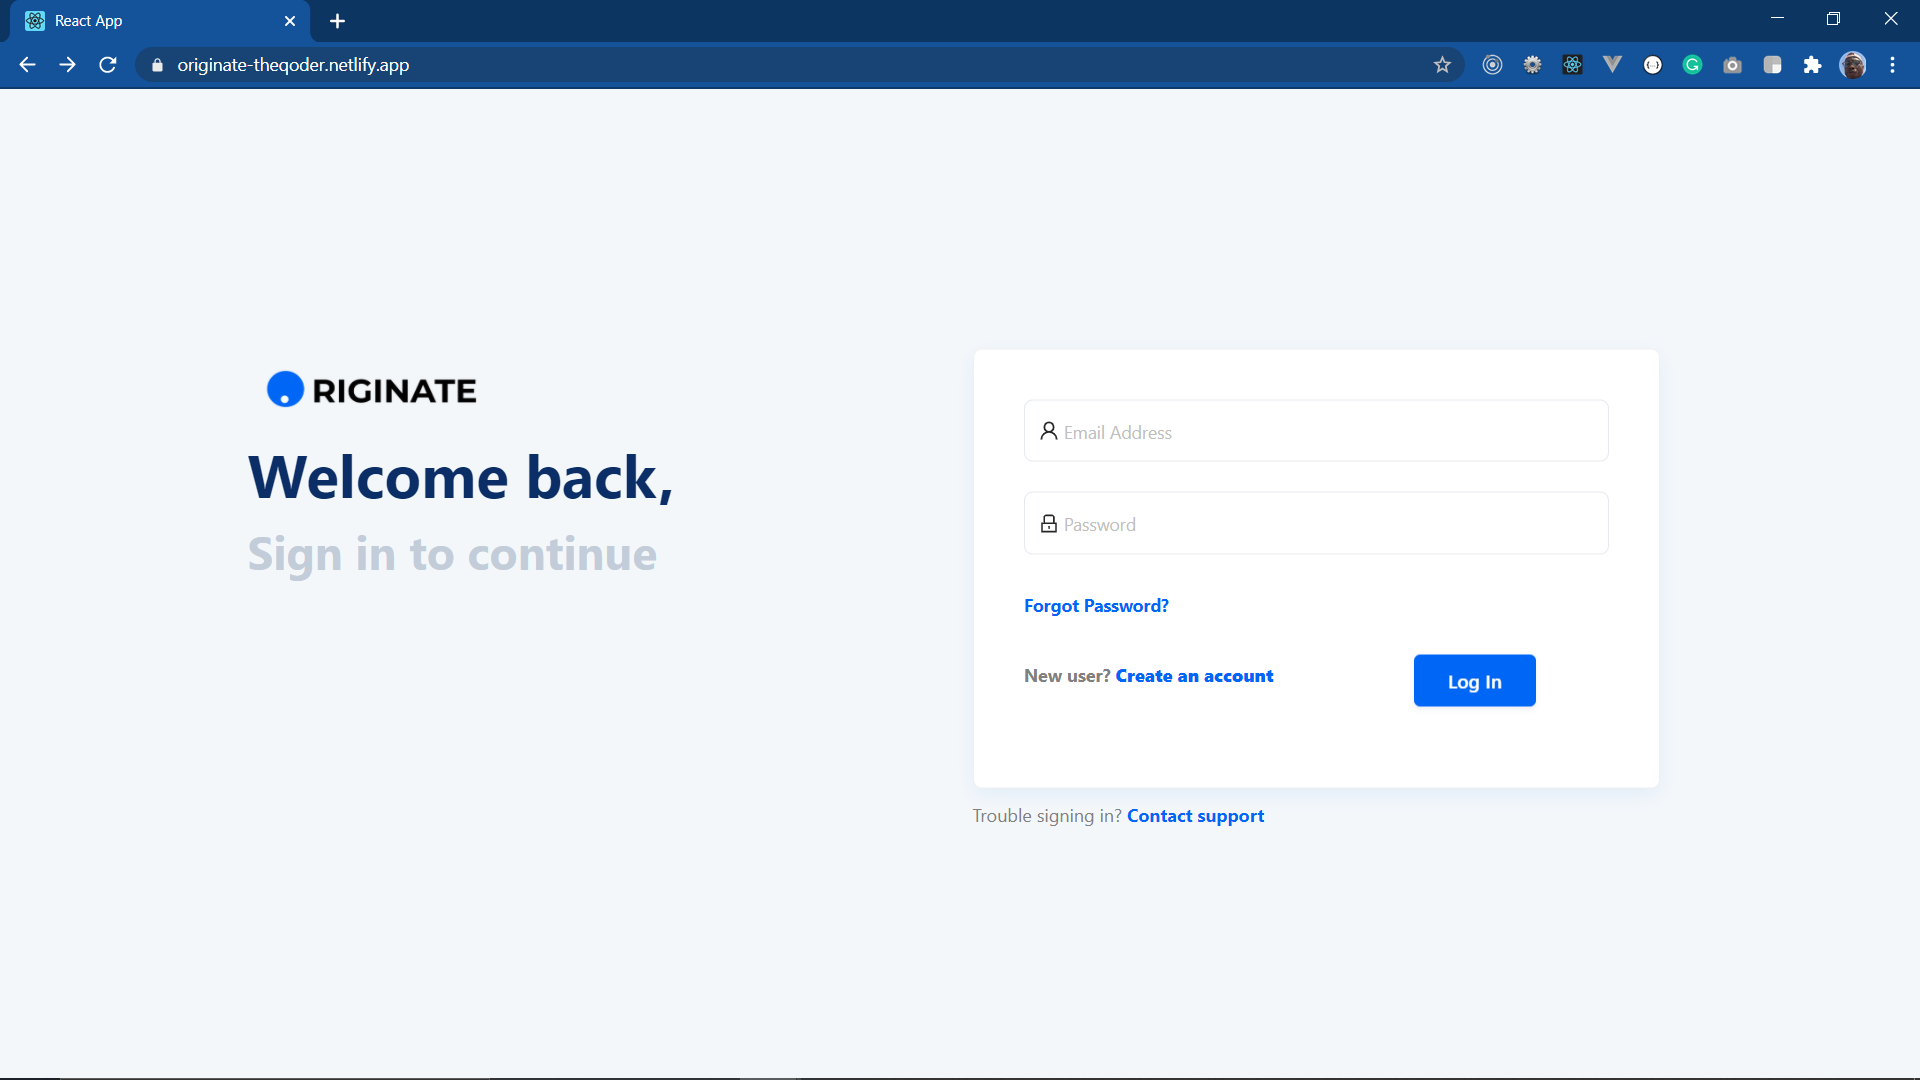 React App
originate-theqoder.netlify.app
RIGINATE
Welcome back,
Sign in to continue
Email Address
Password
Forgot Password?
New user? Create an account
Log In
Trouble signing in? Contact support